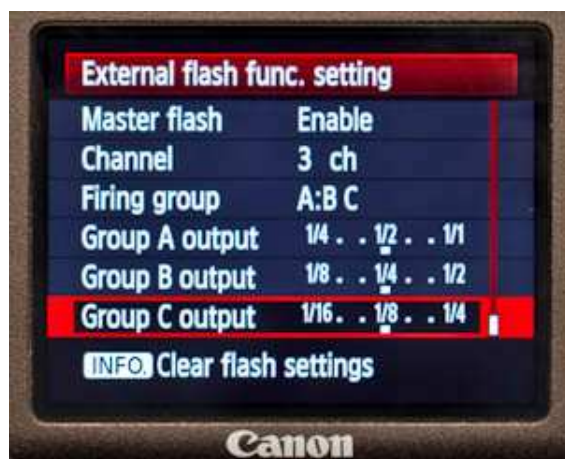 External flash func. setting
Master flash Enable
Channel 3 ch
Firing group A:B C
Group A output 1/4 . . 1/2 . . 1/1
Group B output 1/8 . . 1/4 . . 1/2
Group C output 1/16 . . 1/8 . . 1/4
INFO. Clear flash settings
Canon